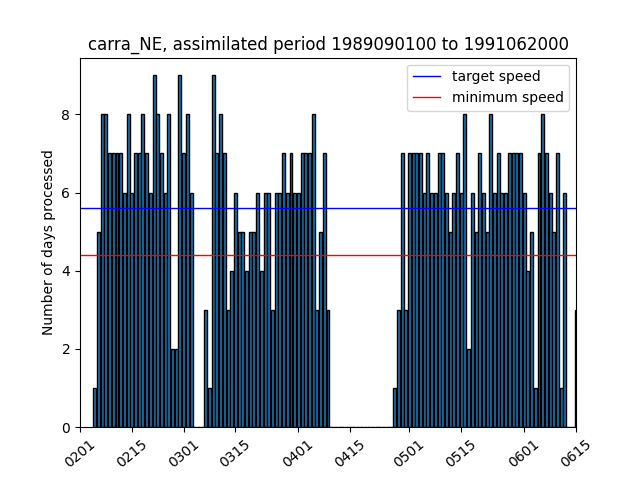 carra_NE, assimilated period 1989090100 to 1991062000
target speed
minimum speed
Number of days processed
8
6
4
2
0
0201 0215 0301 0315 0401 0415 0501 0515 0601 0615